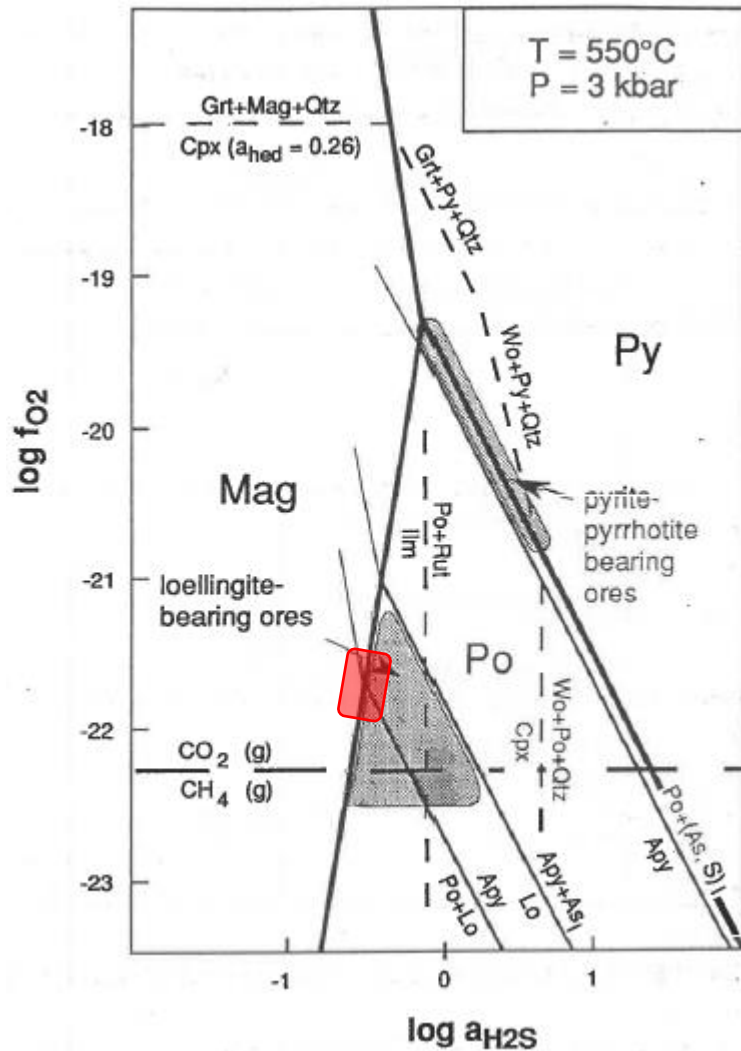 T = 550°C
P = 3 kbar
Grt+Mag+Qtz
Cpx (a_hed = 0.26)
-18
Grt+Py+Qtz
-19
Wo+Py+Qtz
Py
log fO2
-20
Mag
Po+Rut
Ilm
pyrite-
pyrrhotite
bearing
ores
-21
loellingite-
bearing ores
Po
Wo+Po+Qtz
Cpx
-22
CO2 (g)
CH4 (g)
Po+(As, S) l
Apy
-23
Apy
Po+Lo
Apy+Asl
Lo
-1
0
1
log aH2S